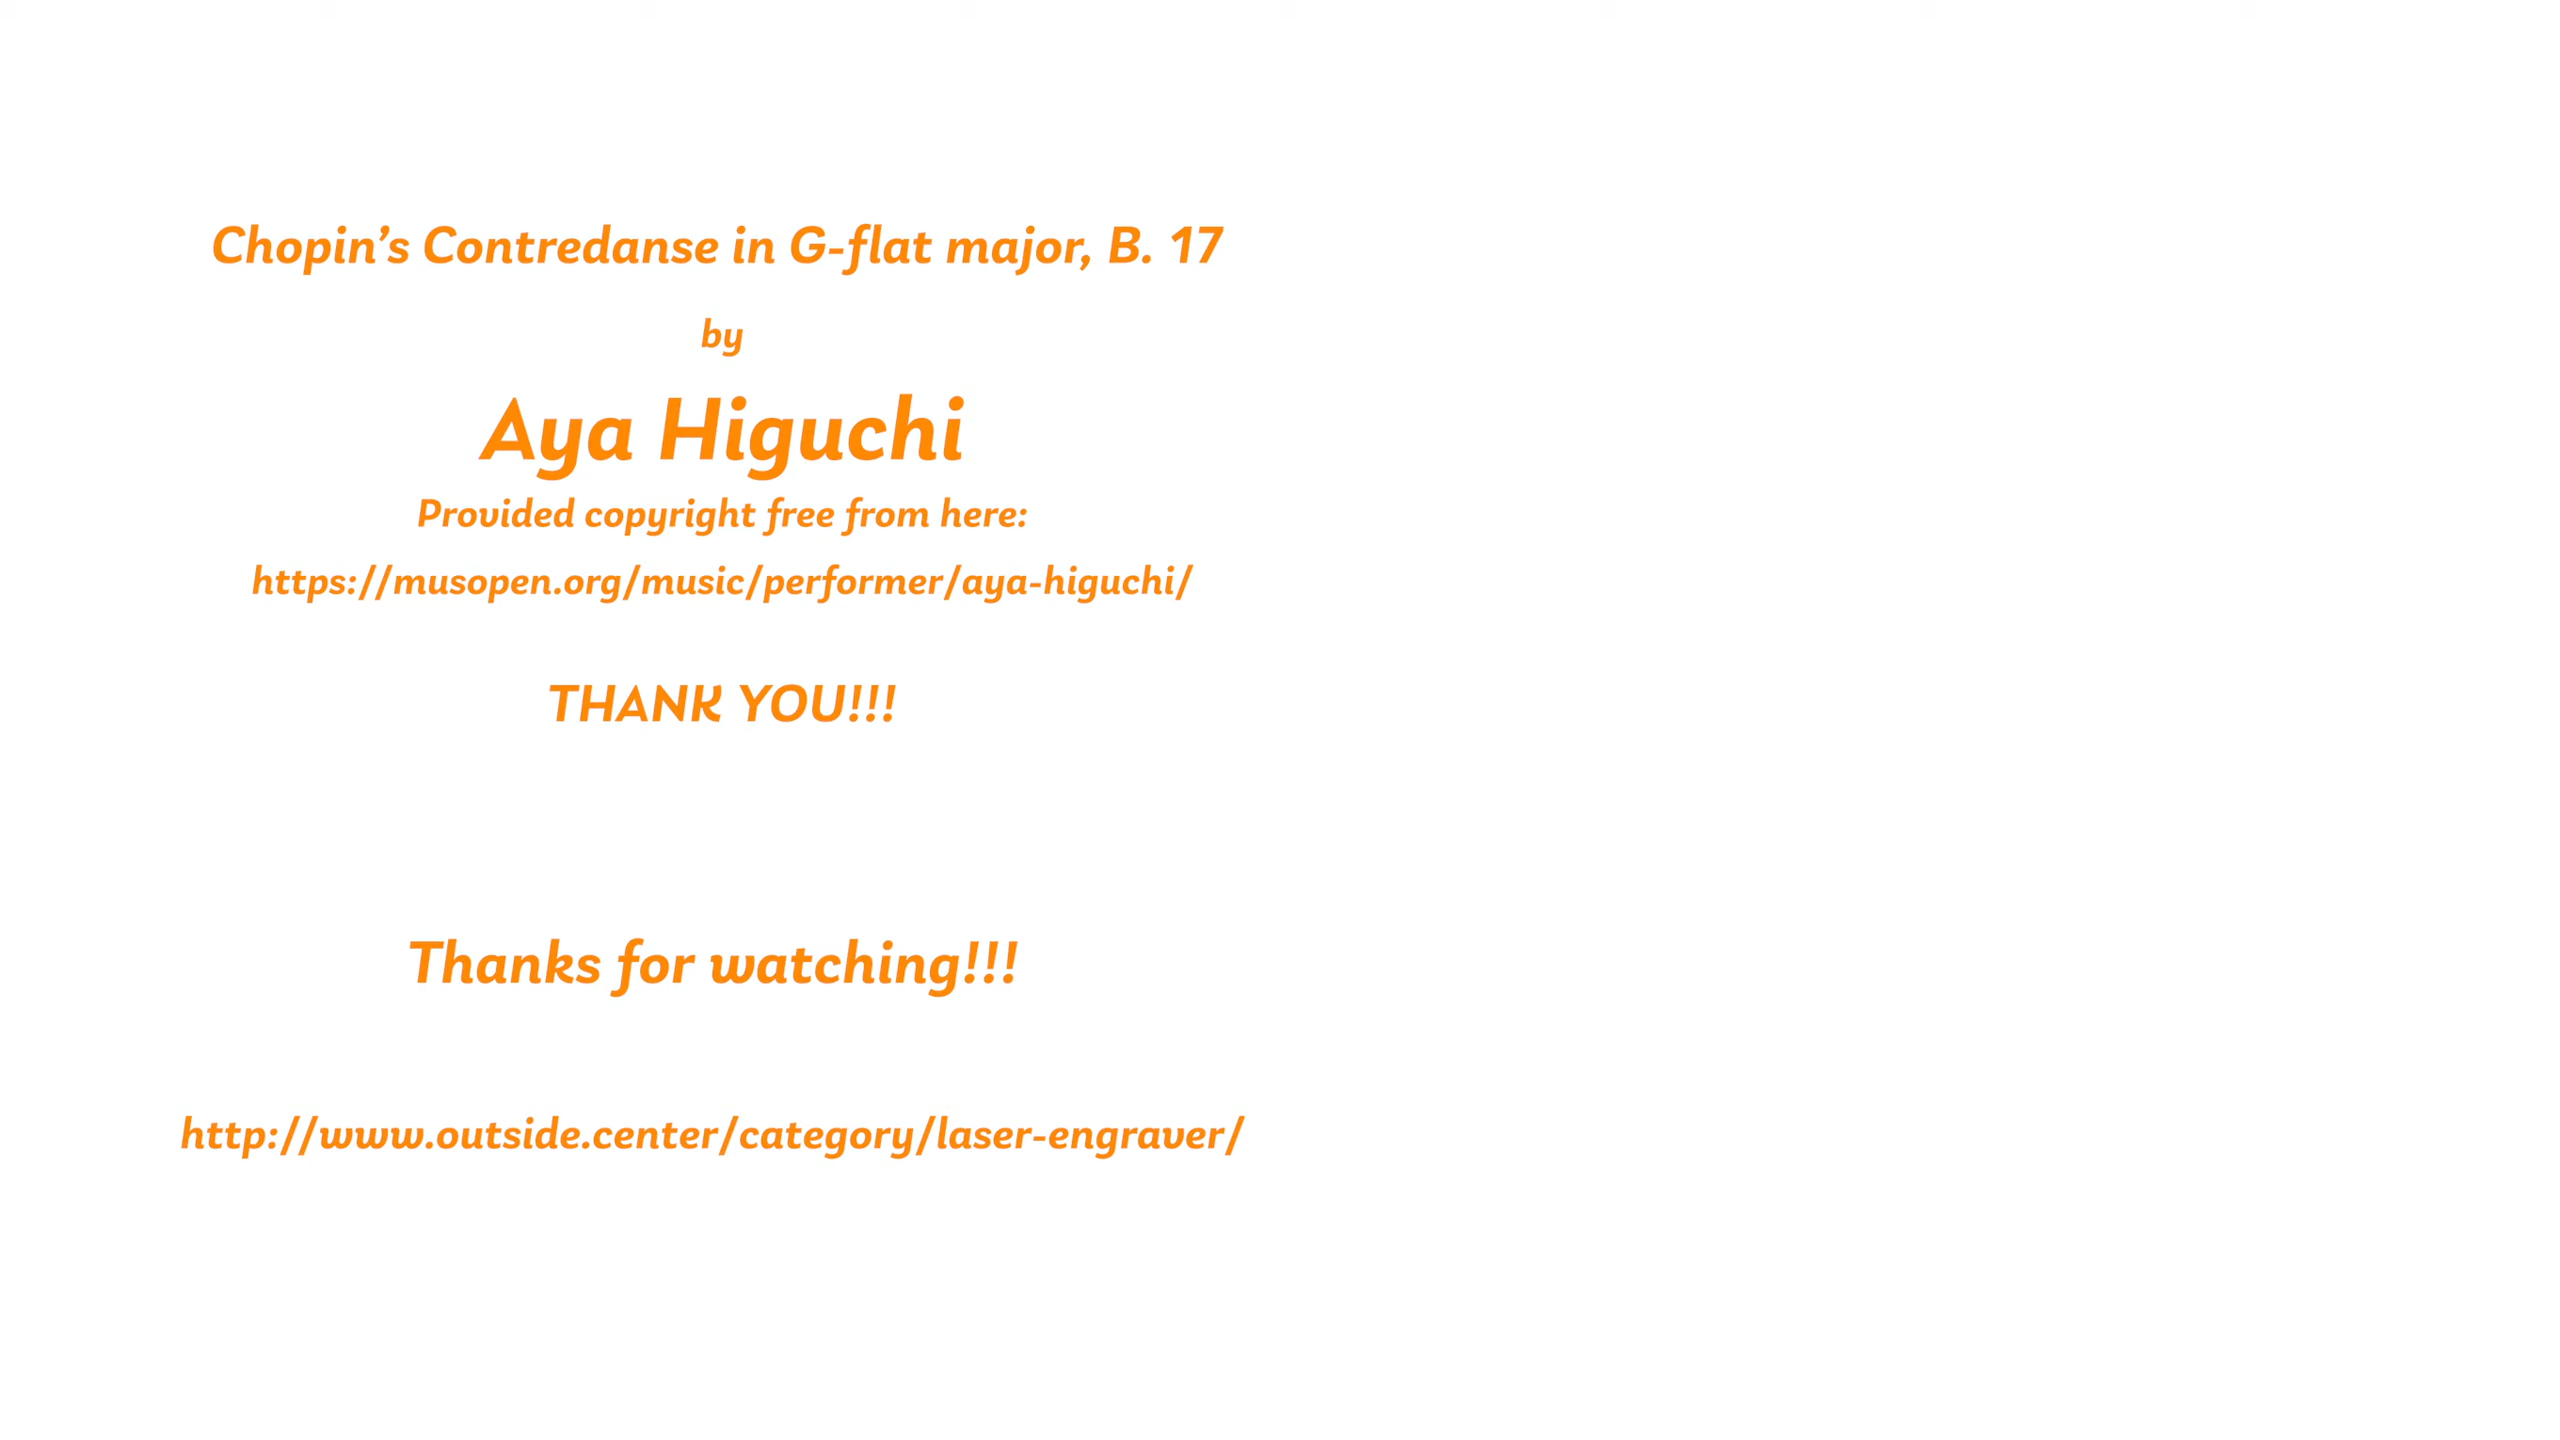 Chopin’s Contredanse in G-flat major, B. 17
by
Aya Higuchi
Provided copyright free from here:
https://musopen.org/music/performer/aya-higuchi/
THANK YOU!!!
Thanks for watching!!!
http://www.outside.center/category/laser-engraver/